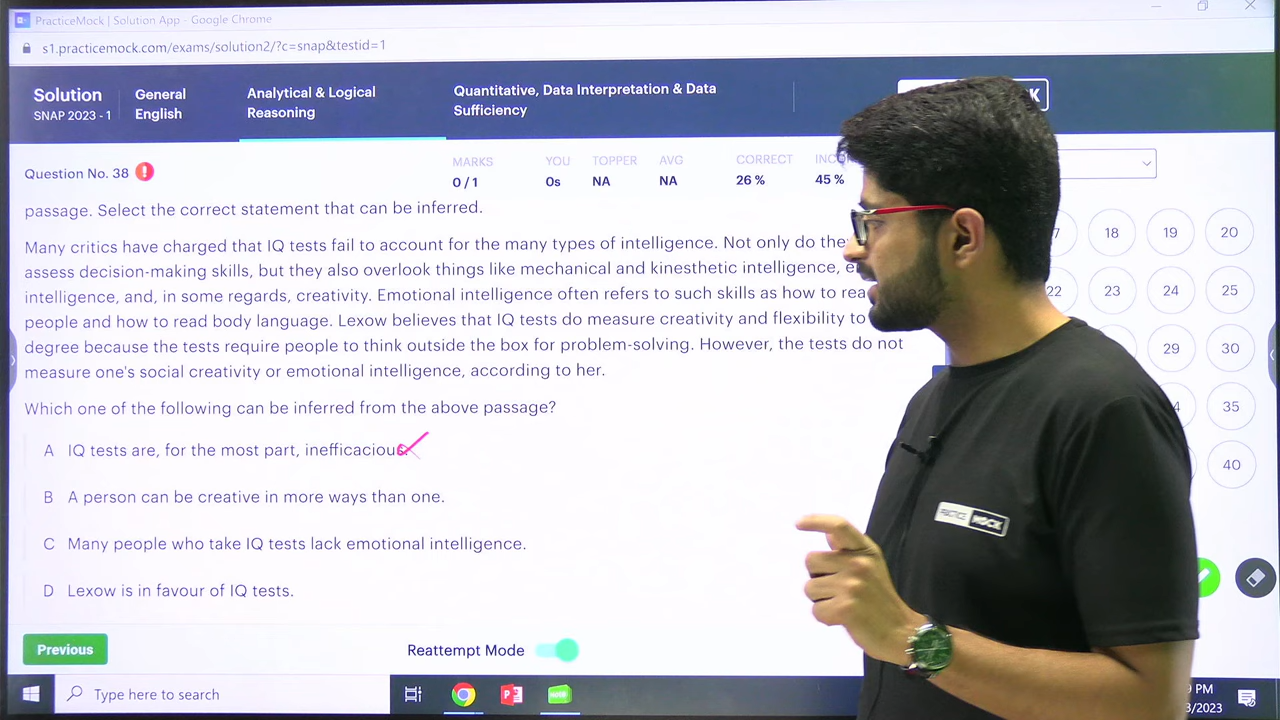 PracticeMock | Solution App - Google Chrome
s1.practicemock.com/exams/solution2/?c=snap&testid=1
Solution
SNAP 2023 - 1
General
English
Analytical & Logical
Reasoning
Quantitative, Data Interpretation & Data
Sufficiency
K
Question No. 38
MARKS YOU TOPPER AVG CORRECT
0 / 1 0s NA NA 26 % 45 %
passage. Select the correct statement that can be inferred.
Many critics have charged that IQ tests fail to account for the many types of intelligence. Not only do
assess decision-making skills, but they also overlook things like mechanical and kinesthetic intelligence,
intelligence, and, in some regards, creativity. Emotional intelligence often refers to such skills as how to
people and how to read body language. Lexow believes that IQ tests do measure creativity and flexibility to
degree because the tests require people to think outside the box for problem-solving. However, the tests do not
measure one's social creativity or emotional intelligence, according to her.
Which one of the following can be inferred from the above passage?
A IQ tests are, for the most part, inefficacious.
B A person can be creative in more ways than one.
C Many people who take IQ tests lack emotional intelligence.
D Lexow is in favour of IQ tests.
Previous
Reattempt Mode
18 19 20
22 23 24 25
29 30
35
40
PRACTICE MOCK
Type here to search
MOCK
PM
3/2023